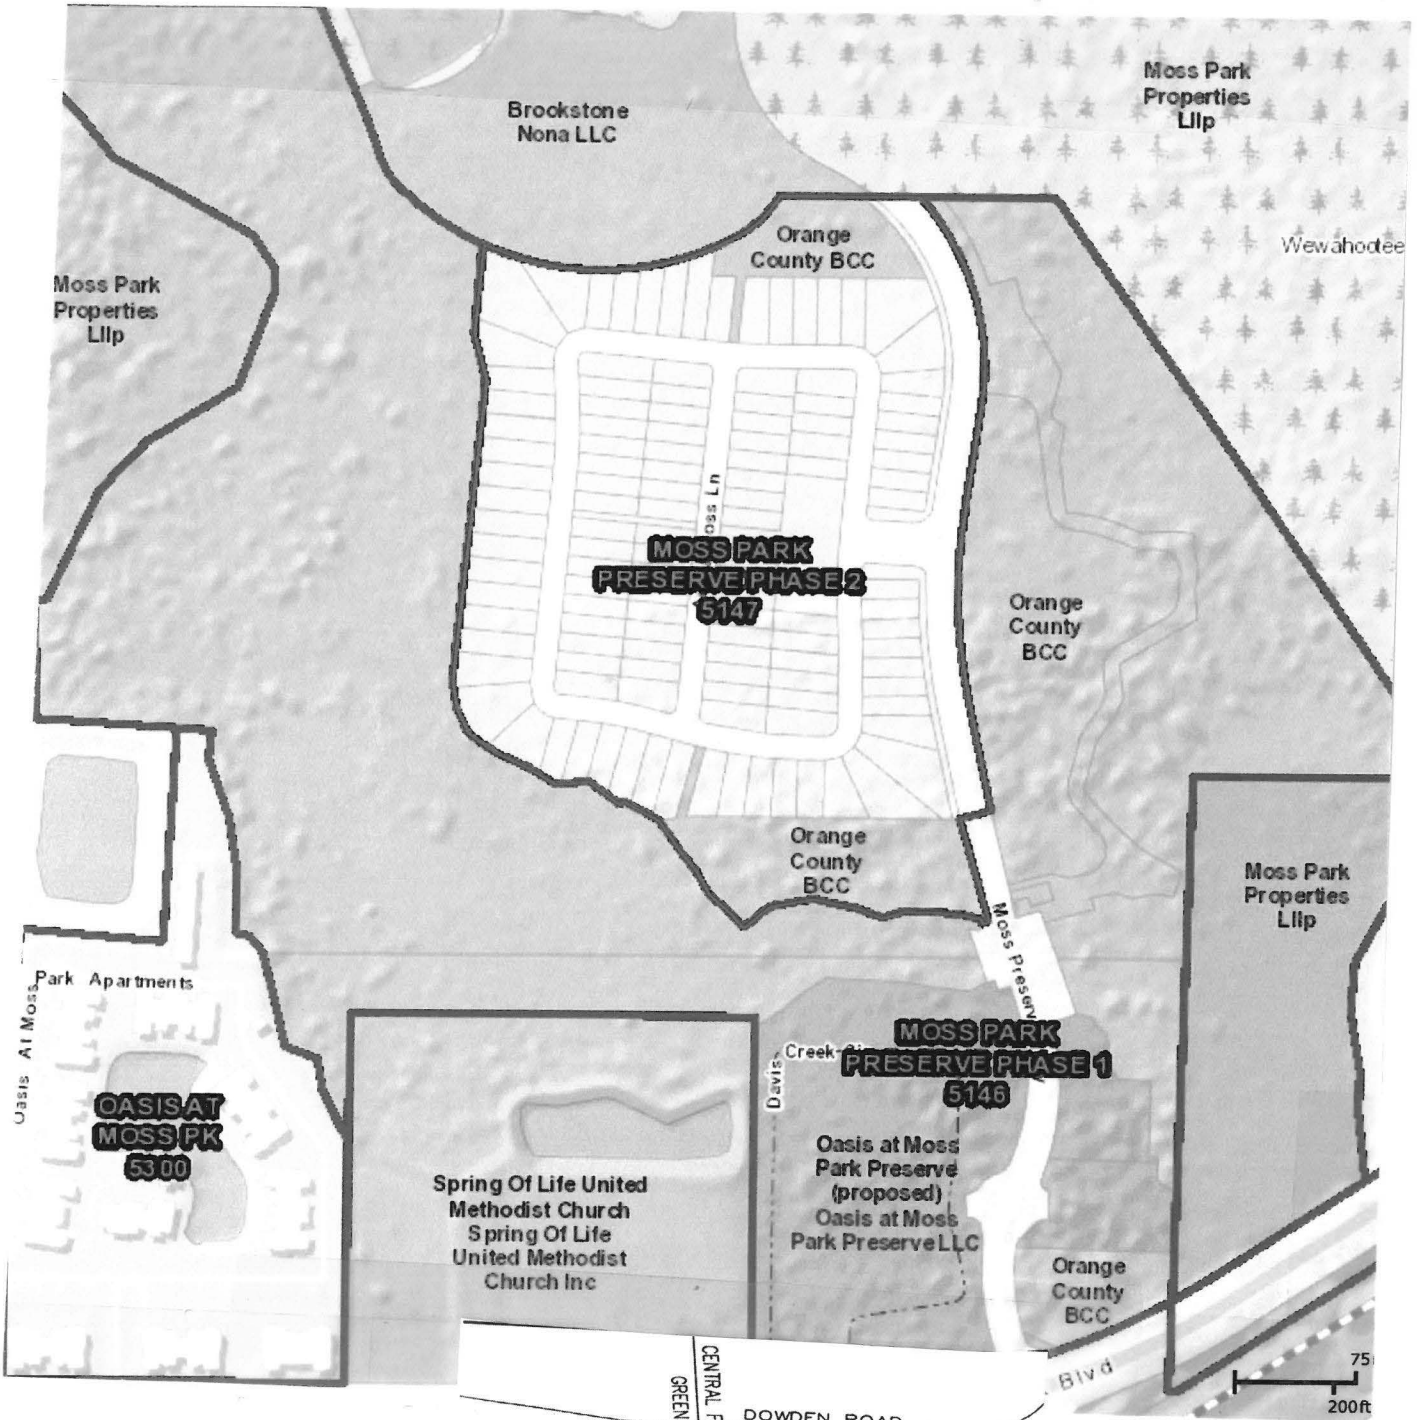 Moss Park
Properties
Lllp
Brookstone
Nona LLC
Orange
County BCC
Wewahootee
Moss Park
Properties
Lllp
oss Ln
MOSS PARK
PRESERVE PHASE 2
5147
Orange
County
BCC
Orange
County
BCC
Moss Park
Properties
Lllp
Moss Preserv
Park Apartments
Oasis At Moss
OASIS AT
MOSS PK
5300
MOSS PARK
PRESERVE PHASE 1
5146
Davis
Creek
Oasis at Moss
Park Preserve
(proposed)
Oasis at Moss
Park Preserve LLC
Spring Of Life United
Methodist Church
Spring Of Life
United Methodist
Church Inc
Orange
County
BCC
Blvd
75
200ft
CENTRAL F
GREEN
DOWDEN ROAD